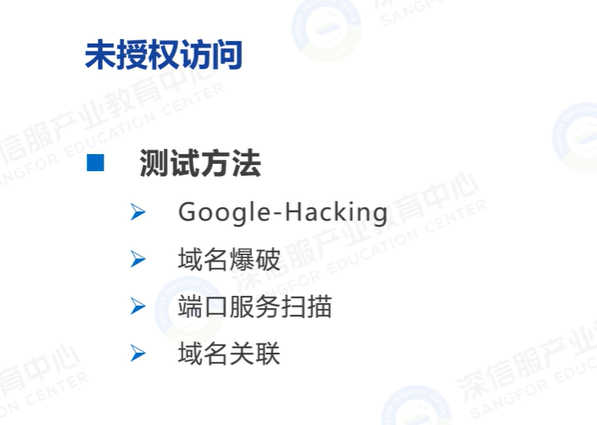 未授权访问
测试方法
Google-Hacking
域名爆破
端口服务扫描
域名关联
深信服产业教育中心
SANGFOR EDUCATION CENTER